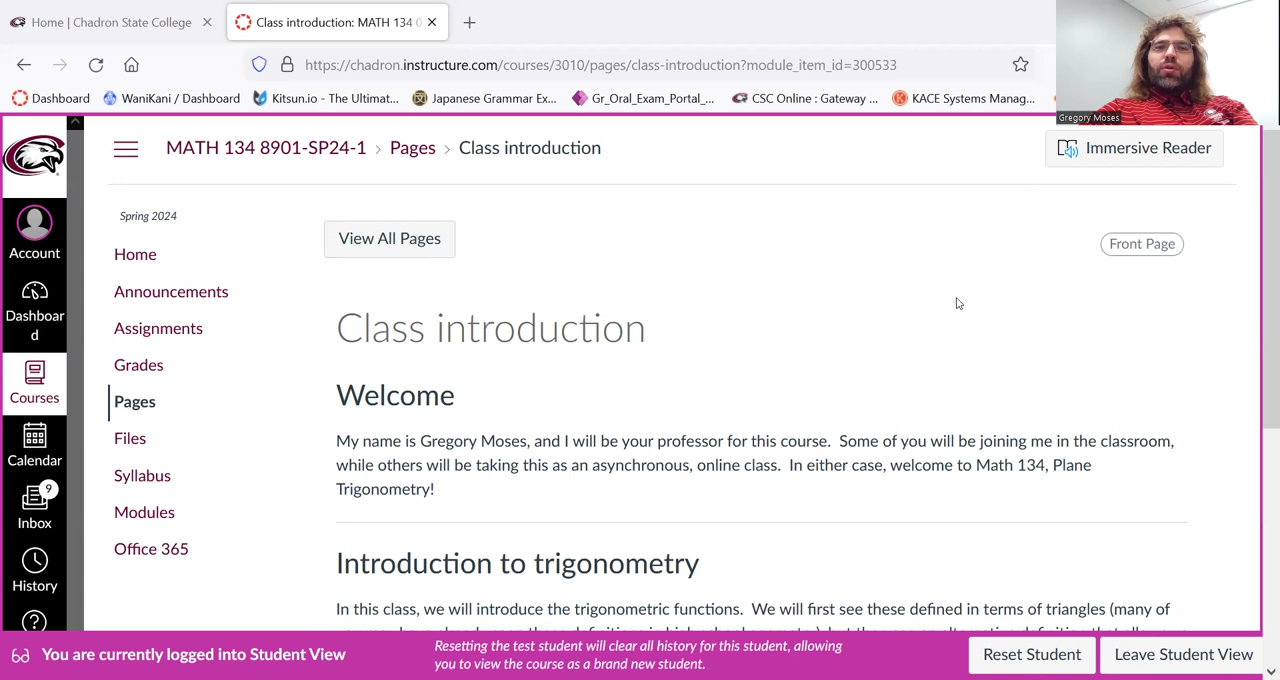 Home | Chadron State College
Class introduction: MATH 134 0
https://chadron.instructure.com/courses/3010/pages/class-introduction?module_item_id=300533
Dashboard
WaniKani / Dashboard
Kitsun.io - The Ultimat...
Japanese Grammar Ex...
Gr_Oral_Exam_Portal_...
CSC Online : Gateway ...
KACE Systems Manag...
Gregory Moses
MATH 134 8901-SP24-1 › Pages › Class introduction
Immersive Reader
Account
Dashboar
d
Courses
Calendar
9
Inbox
History
Spring 2024
Home
Announcements
Assignments
Grades
Pages
Files
Syllabus
Modules
Office 365
View All Pages
Front Page
Class introduction
Welcome
My name is Gregory Moses, and I will be your professor for this course. Some of you will be joining me in the classroom,
while others will be taking this as an asynchronous, online class. In either case, welcome to Math 134, Plane
Trigonometry!
Introduction to trigonometry
In this class, we will introduce the trigonometric functions. We will first see these defined in terms of triangles (many of
You are currently logged into Student View
Resetting the test student will clear all history for this student, allowing
you to view the course as a brand new student.
Reset Student
Leave Student View